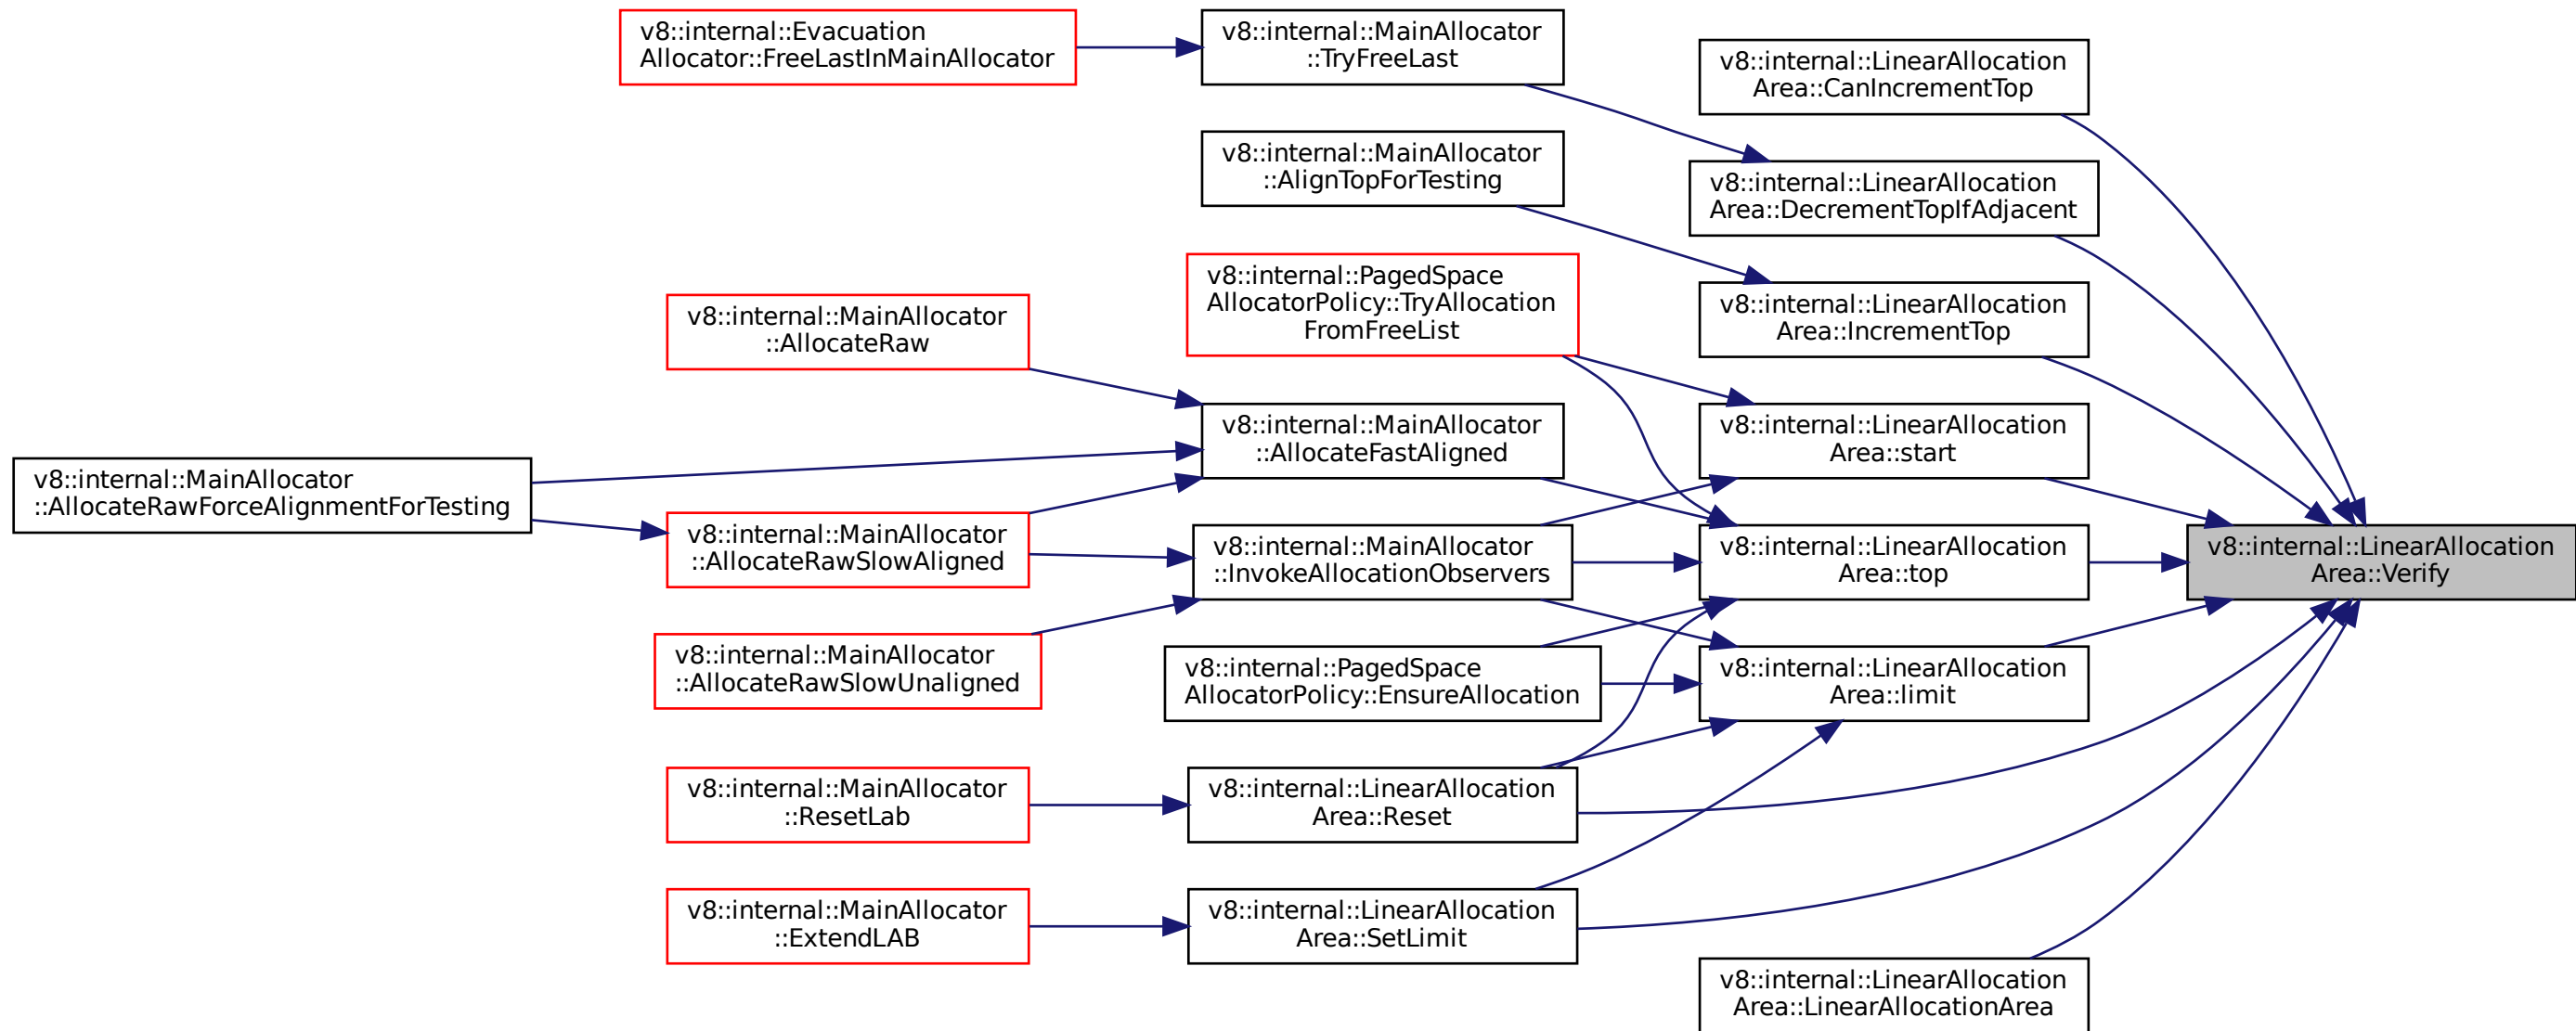 v8::internal::Evacuation
Allocator::FreeLastInMainAllocator
v8::internal::MainAllocator
::TryFreeLast
v8::internal::LinearAllocation
Area::CanIncrementTop
v8::internal::MainAllocator
::AlignTopForTesting
v8::internal::LinearAllocation
Area::DecrementTopIfAdjacent
v8::internal::PagedSpace
AllocatorPolicy::TryAllocation
FromFreeList
v8::internal::LinearAllocation
Area::IncrementTop
v8::internal::MainAllocator
::AllocateRaw
v8::internal::MainAllocator
::AllocateFastAligned
v8::internal::LinearAllocation
Area::start
v8::internal::MainAllocator
::AllocateRawForceAlignmentForTesting
v8::internal::MainAllocator
::AllocateRawSlowAligned
v8::internal::MainAllocator
::InvokeAllocationObservers
v8::internal::LinearAllocation
Area::top
v8::internal::LinearAllocation
Area::Verify
v8::internal::MainAllocator
::AllocateRawSlowUnaligned
v8::internal::PagedSpace
AllocatorPolicy::EnsureAllocation
v8::internal::LinearAllocation
Area::limit
v8::internal::MainAllocator
::ResetLab
v8::internal::LinearAllocation
Area::Reset
v8::internal::MainAllocator
::ExtendLAB
v8::internal::LinearAllocation
Area::SetLimit
v8::internal::LinearAllocation
Area::LinearAllocationArea